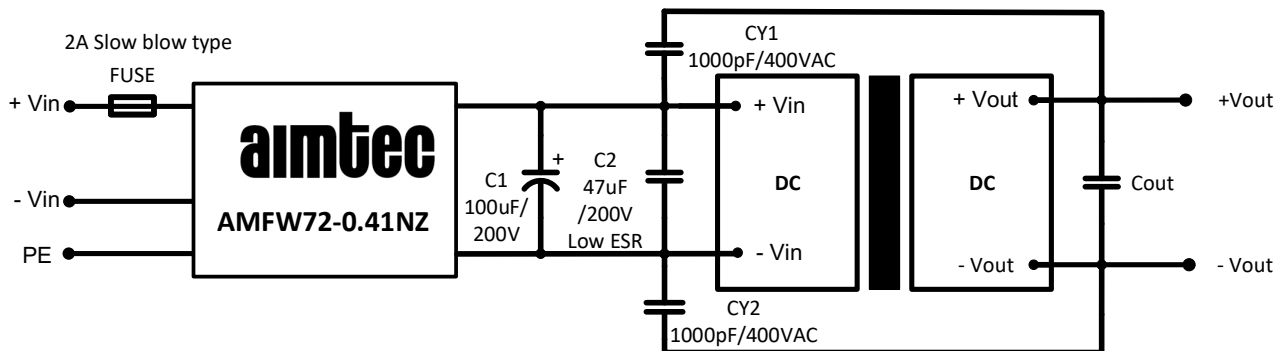 2A Slow blow type
FUSE
+ Vin
- Vin
PE
aimtec
AMFW72-0.41NZ
C1
100uF/
200V
C2
47uF
/200V
Low ESR
CY1
1000pF/400VAC
CY2
1000pF/400VAC
+ Vin
DC
- Vin
+ Vout
DC
- Vout
Cout
+Vout
- Vout